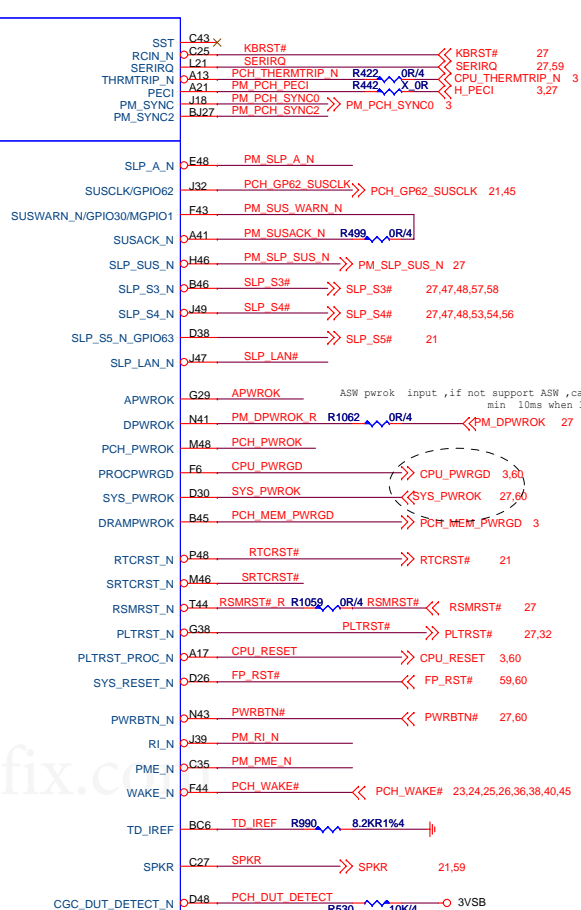 SST C43
RCIN_N C25 KBRST# KBRST# 27
SERIRQ L21 SERIRQ SERIRQ 27,59
THRMTRIP_N A13 PCH_THERMTRIP_N R422 0R/4 CPU_THERMTRIP_N 3
PECI A21 PM_PCH_PECI R442 X_0R H_PECI 3,27
PM_SYNC J18 PM_PCH_SYNC0 PM_PCH_SYNC0 3
PM_SYNC2 BJ27 PM_PCH_SYNC2
SLP_A_N E48 PM_SLP_A_N
SUSCLK/GPIO62 J32 PCH_GP62_SUSCLK PCH_GP62_SUSCLK 21,45
SUSWARN_N/GPIO30/MGPIO1 F43 PM_SUS_WARN_N
SUSACK_N A41 PM_SUSACK_N R499 0R/4
SLP_SUS_N H46 PM_SLP_SUS_N PM_SLP_SUS_N 27
SLP_S3_N B46 SLP_S3# SLP_S3# 27,47,48,57,58
SLP_S4_N J49 SLP_S4# SLP_S4# 27,47,48,53,54,56
SLP_S5_N_GPIO63 D38 SLP_S5# 21
SLP_LAN_N J47 SLP_LAN#
APWROK G29 APWROK ASW pwrok input ,if not support ASW ,ca
min 10ms when
DPWROK N41 PM_DPWROK_R R1062 0R/4 PM_DPWROK 27
PCH_PWROK M48 PCH_PWROK
PROCPWRGD F6 CPU_PWRGD CPU_PWRGD 3,60
SYS_PWROK D30 SYS_PWROK SYS_PWROK 27,60
DRAMPWROK B45 PCH_MEM_PWRGD PCH_MEM_PWRGD 3
RTCRST_N P48 RTCRST# RTCRST# 21
SRTCRST_N M46 SRTCRST#
RSMRST_N T44 RSMRST#_R R1059 0R/4 RSMRST# RSMRST# 27
PLTRST_N G38 PLTRST# PLTRST# 27,32
PLTRST_PROC_N A17 CPU_RESET CPU_RESET 3,60
SYS_RESET_N D26 FP_RST# FP_RST# 59,60
PWRBTN_N N43 PWRBTN# PWRBTN# 27,60
RI_N J39 PM_RI_N
PME_N C35 PM_PME_N
fix.co
WAKE_N F44 PCH_WAKE# PCH_WAKE# 23,24,25,26,36,38,40,45
TD_IREF BC6 TD_IREF R990 8.2KR1%4
SPKR C27 SPKR SPKR 21,59
CGC_DUT_DETECT_N D48 PCH_DUT_DETECT R530 10K/4 3VSB